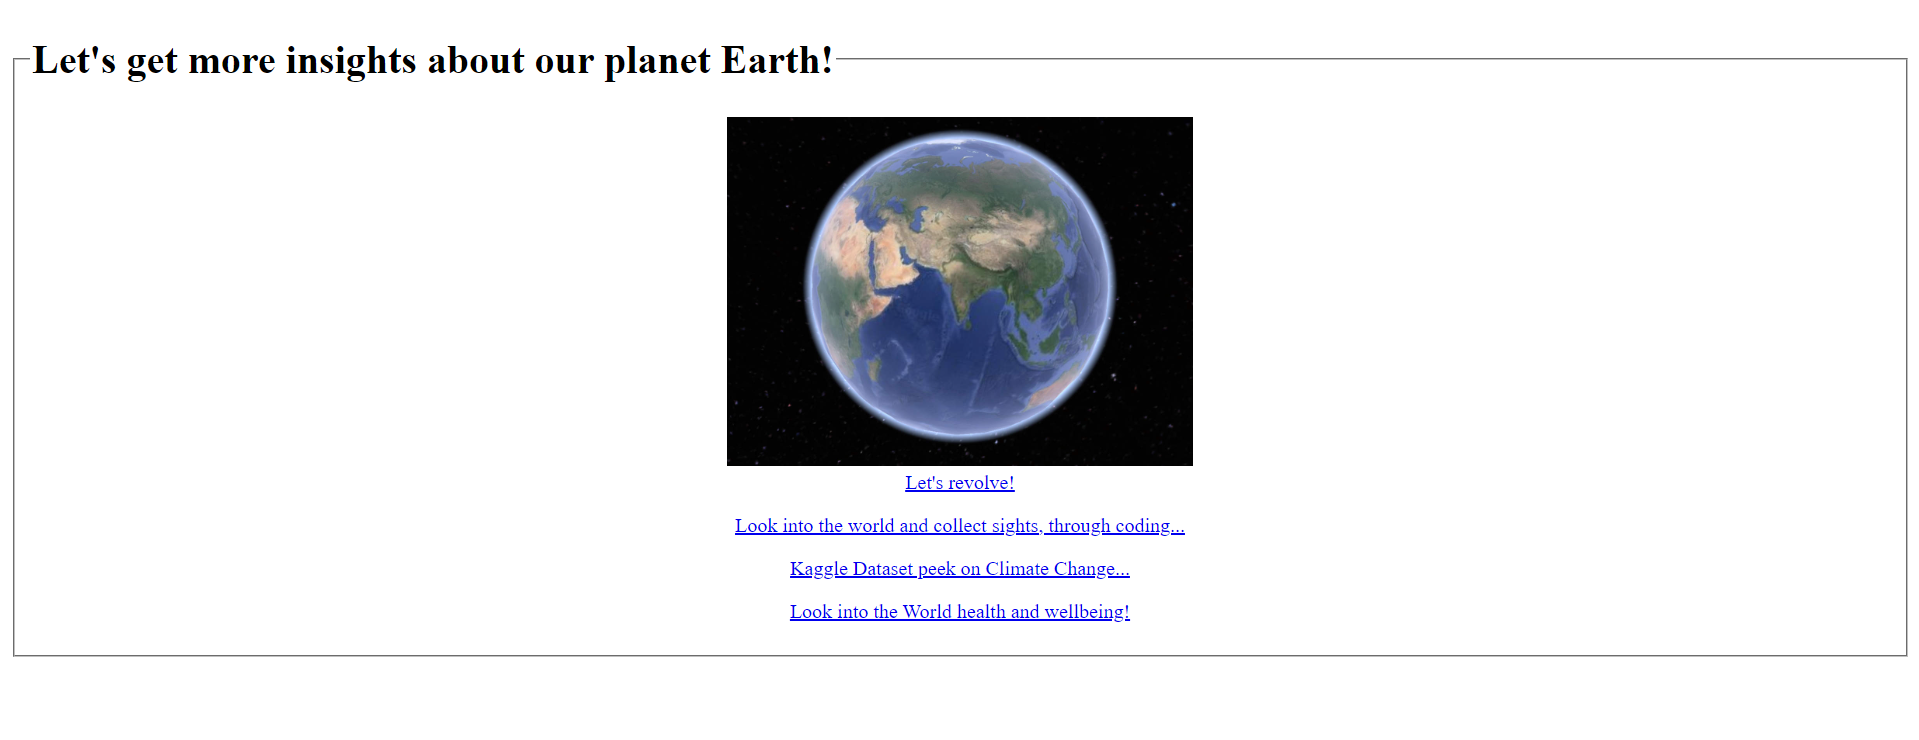 Let's get more insights about our planet Earth!
Let's revolve!
Look into the world and collect sights, through coding...
Kaggle Dataset peek on Climate Change...
Look into the World health and wellbeing!